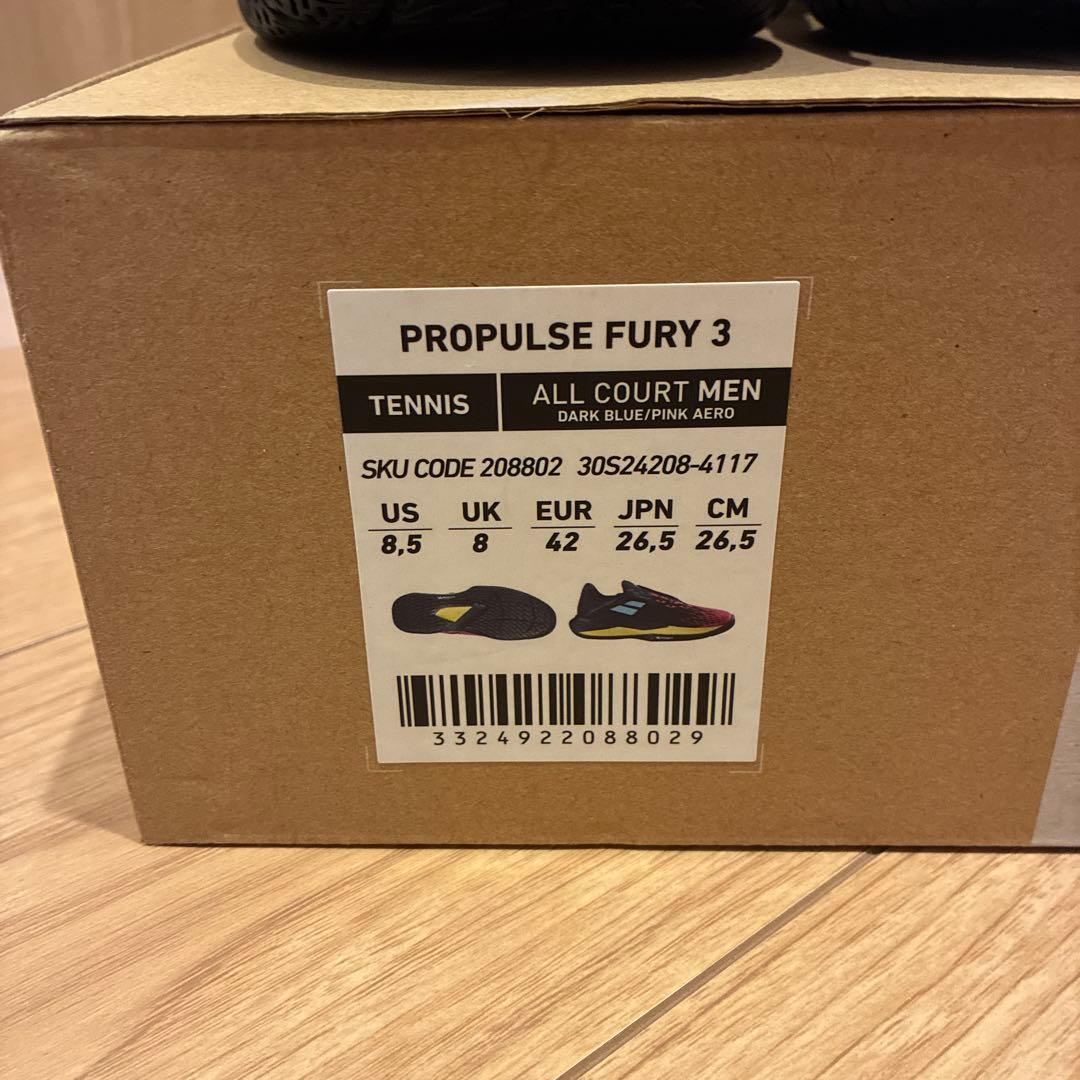 PROPULSE FURY 3
TENNIS
ALL COURT MEN
DARK BLUE/PINK AERO
SKU CODE 208802 30S24208-4117
US UK EUR JPN CM
8,5 8 42 26,5 26,5
3324922088029